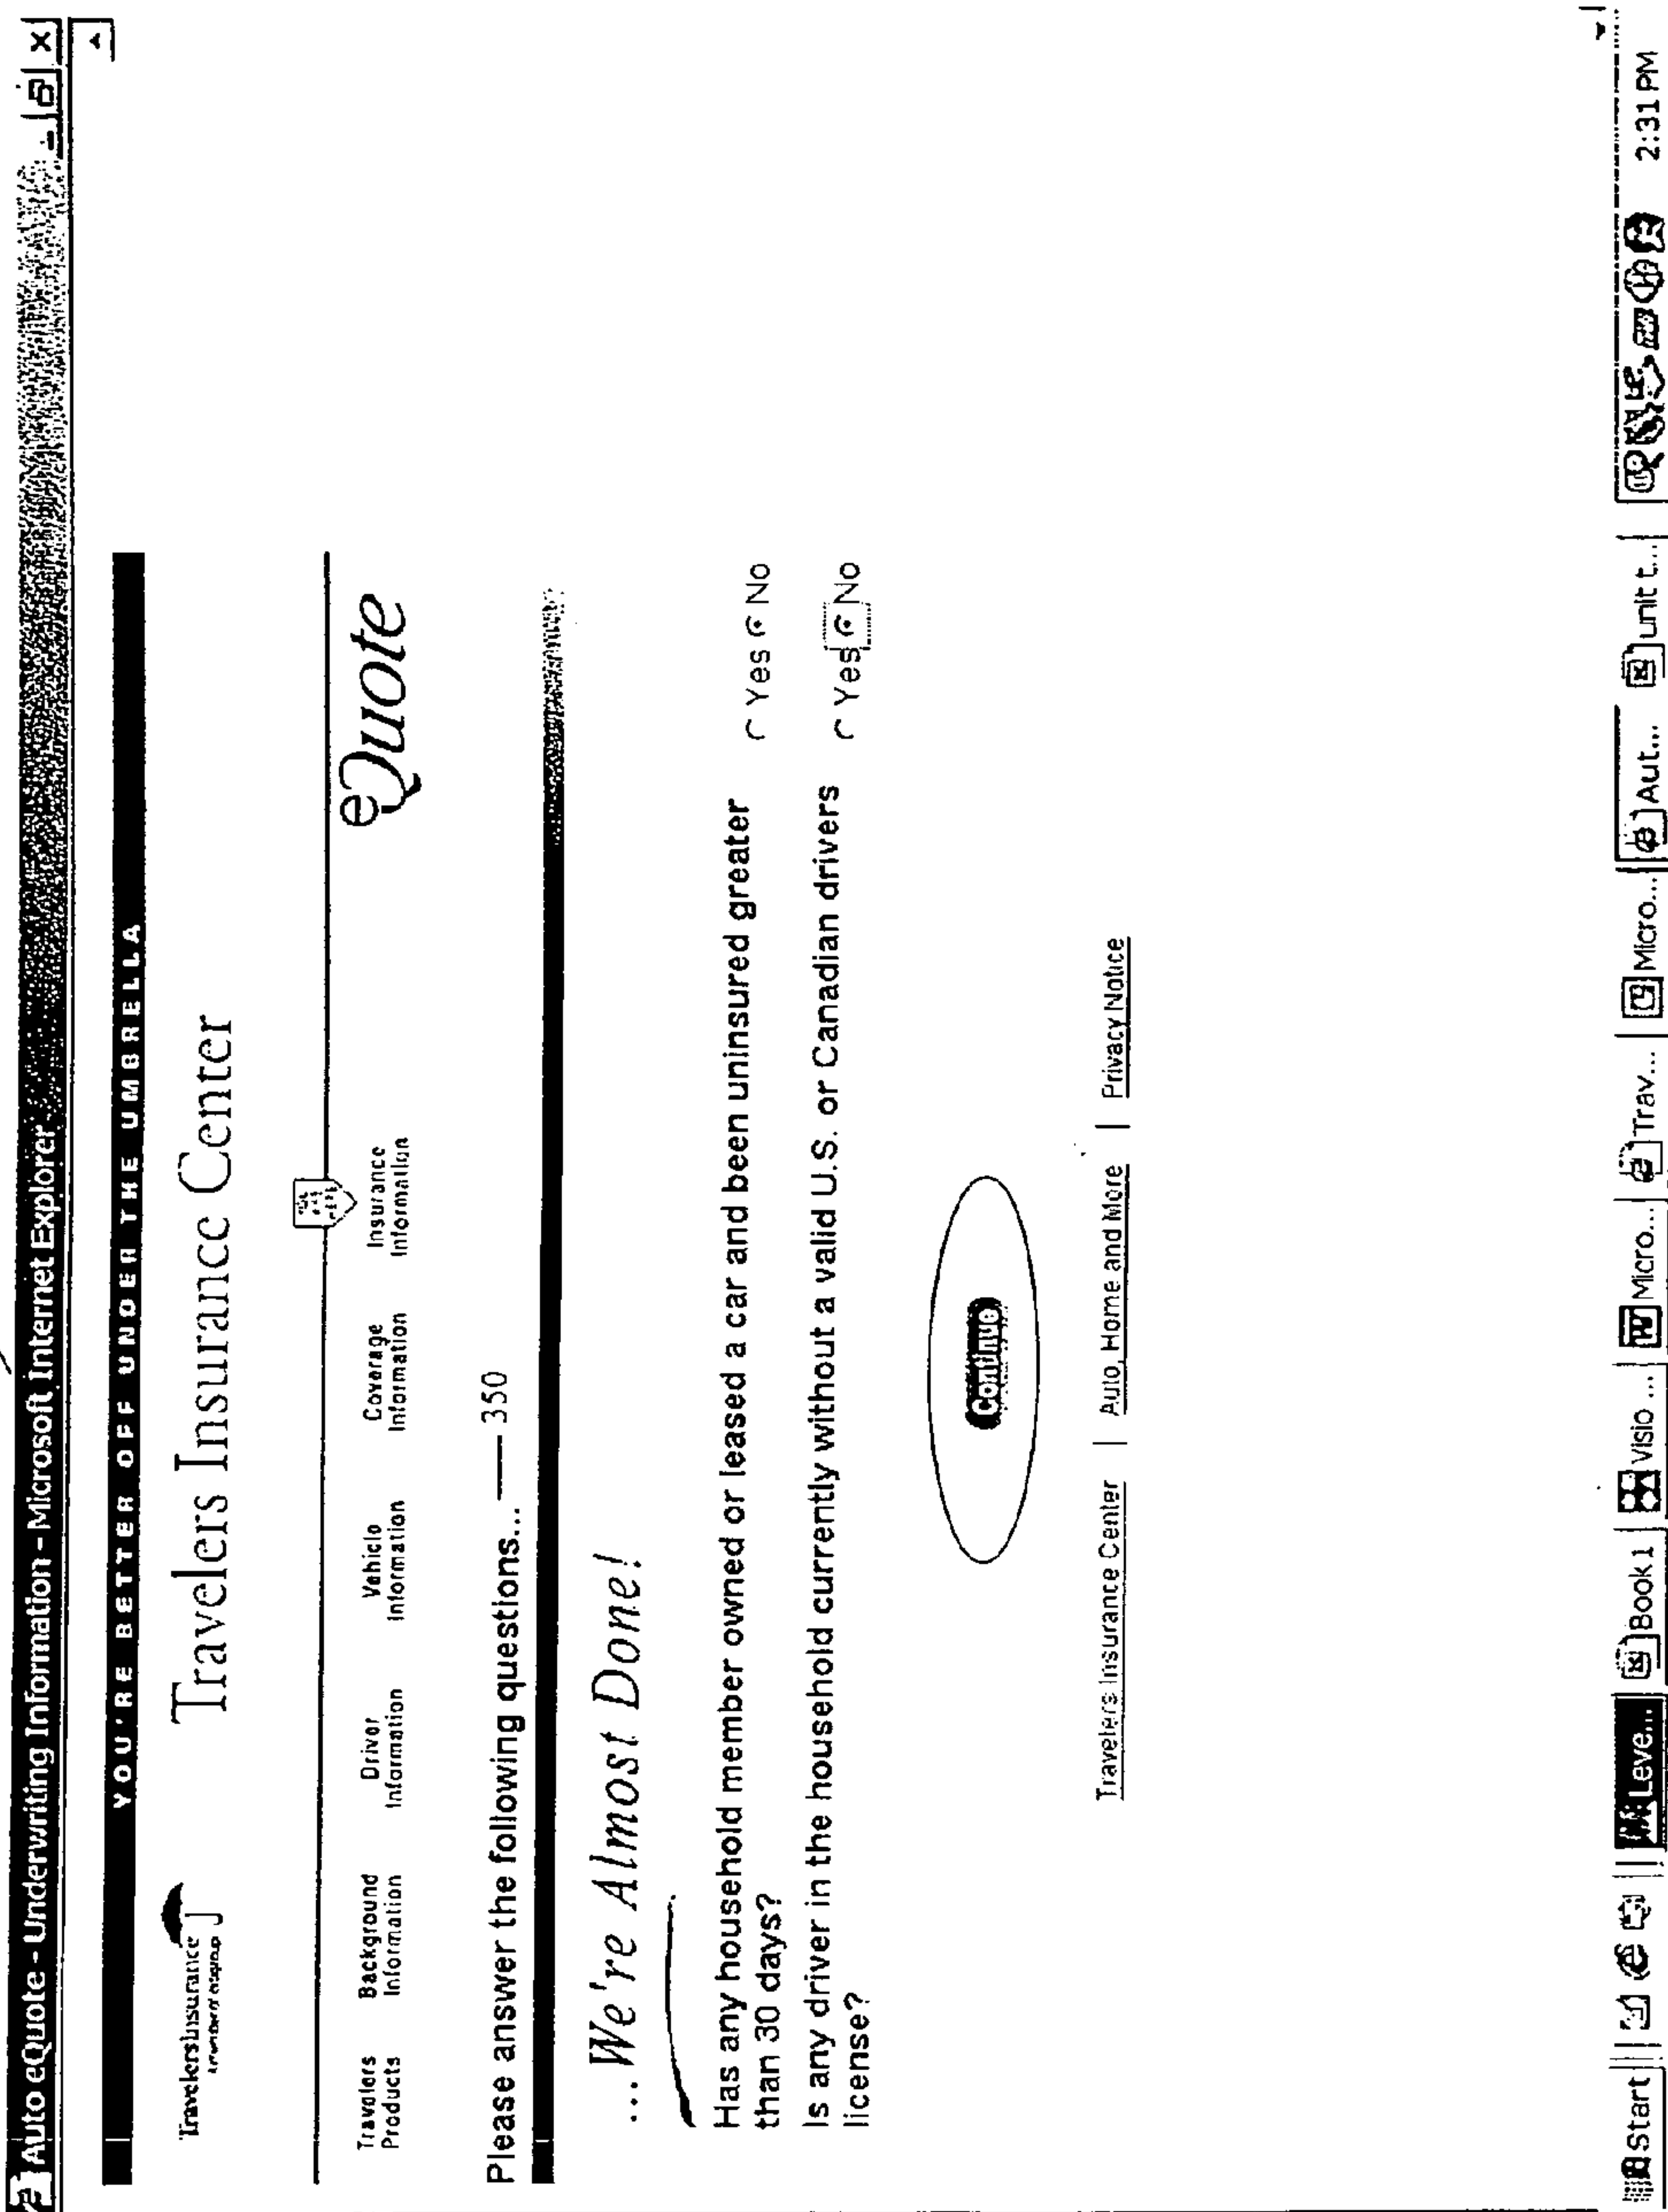 Auto eQuote - Underwriting Information - Microsoft Internet Explorer
YOU'RE BETTER OFF UNDER THE UMBRELLA
TravelersInsurance
Travelers Insurance Center
Travelers Products
Background Information
Driver Information
Vehicle Information
Coverage Information
Insurance Information
eQuote
Please answer the following questions... 350
...We're Almost Done!
Has any household member owned or leased a car and been uninsured greater Yes No
than 30 days?
Is any driver in the household currently without a valid U.S. or Canadian drivers Yes No
license?
Continue
Travelers Insurance Center | Auto, Home and More | Privacy Notice
Start Leve... Book1 Visio ... Micro... Trav... Micro... Aut... unit t... 2:31 PM